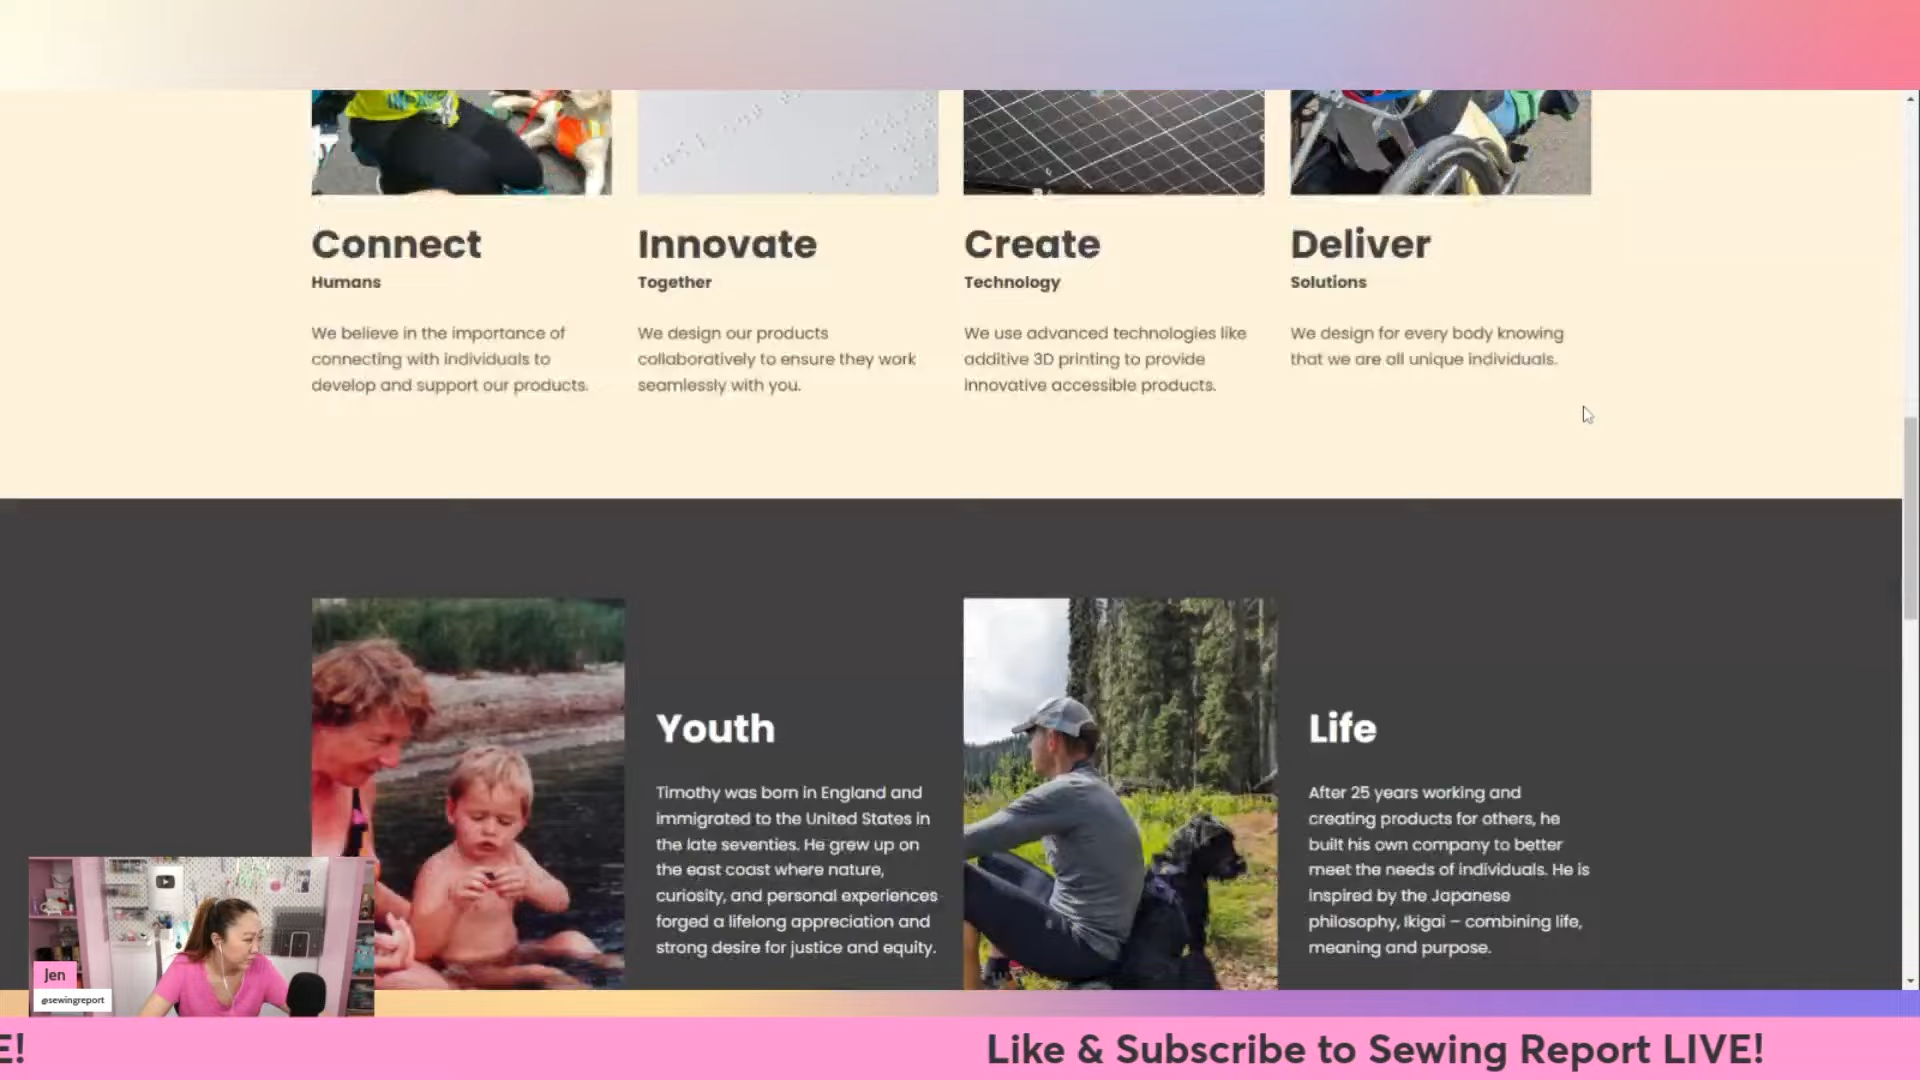 Connect
Humans
We believe in the importance of
connecting with individuals to
develop and support our products.
Innovate
Together
We design our products
collaboratively to ensure they work
seamlessly with you.
Create
Technology
We use advanced technologies like
additive 3D printing to provide
innovative accessible products.
Deliver
Solutions
We design for every body knowing
that we are all unique individuals.
Youth
Timothy was born in England and
immigrated to the United States in
the late seventies. He grew up on
the east coast where nature,
curiosity, and personal experiences
forged a lifelong appreciation and
strong desire for justice and equity.
Life
After 25 years working and
creating products for others, he
built his own company to better
meet the needs of individuals. He is
inspired by the Japanese
philosophy, Ikigai – combining life,
meaning and purpose.
Jen
@sewingreport
E!
Like & Subscribe to Sewing Report LIVE!